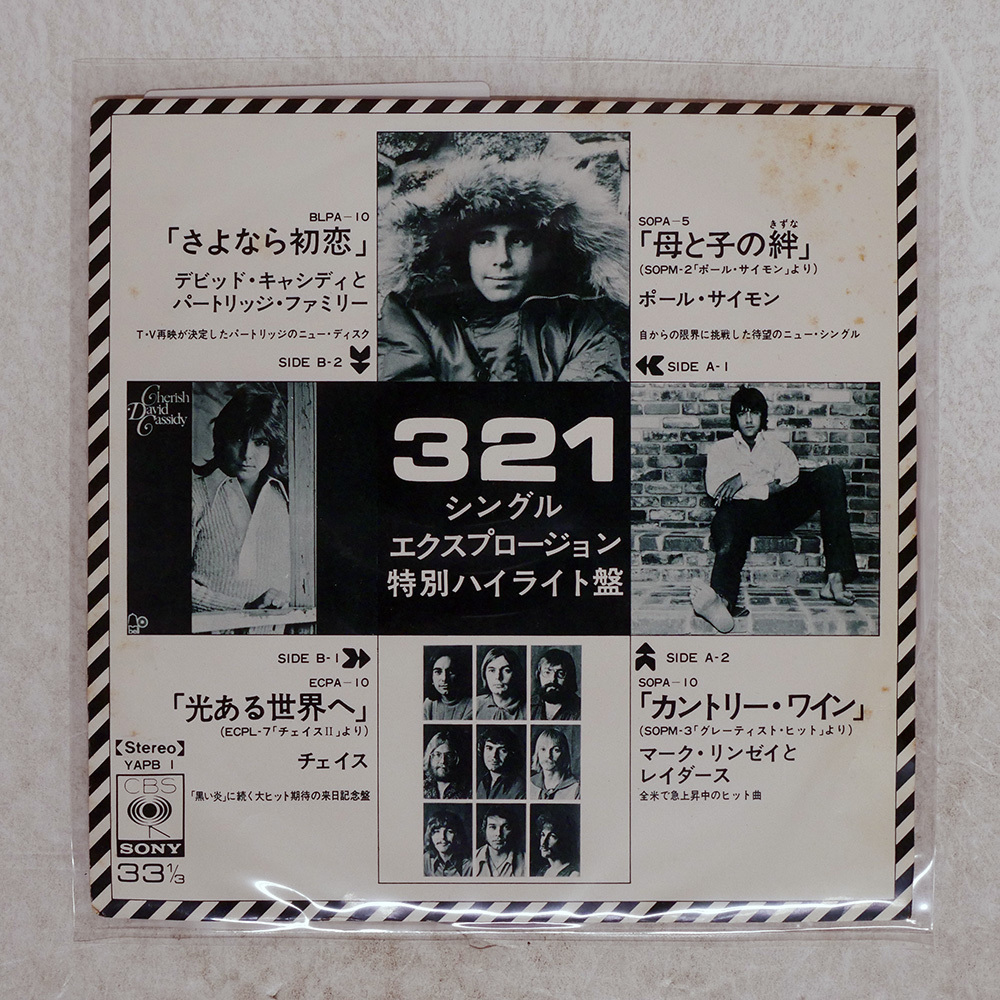 BLPA-10
「さよなら初恋」
デビッド・キャシディと
パートリッジ・ファミリー
T・V再映が決定したパートリッジのニュー・ディスク
SIDE B-2
SOPA-5
きずな
「母と子の絆」
(SOPM-2「ポール・サイモン」より)
ポール・サイモン
自からの限界に挑戦した待望のニュー・シングル
SIDE A-1
Cherish
David
Cassidy
bell
321
シングル
エクスプロージョン
特別ハイライト盤
SIDE B-1
ECPA-10
「光ある世界へ」
(ECPL-7「チェイスII」より)
チェイス
「黒い炎」に続く大ヒット期待の来日記念盤
【Stereo】
YAPB 1
CBS
SONY
33 1/3
SIDE A-2
SOPA-10
「カントリー・ワイン」
(SOPM-3「グレーティスト・ヒット」より)
マーク・リンゼイと
レイダース
全米で急上昇中のヒット曲